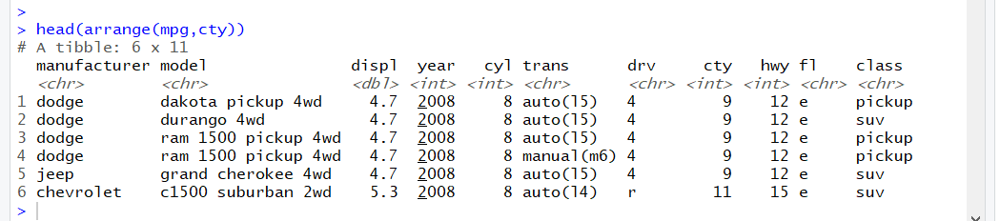 >
> head(arrange(mpg,cty))
# A tibble: 6 x 11
manufacturer model displ year cyl trans drv cty hwy fl class
<chr> <chr> <dbl> <int> <int> <chr> <chr> <int> <int> <chr> <chr>
1 dodge dakota pickup 4wd 4.7 2008 8 auto(l5) 4 9 12 e pickup
2 dodge durango 4wd 4.7 2008 8 auto(l5) 4 9 12 e suv
3 dodge ram 1500 pickup 4wd 4.7 2008 8 auto(l5) 4 9 12 e pickup
4 dodge ram 1500 pickup 4wd 4.7 2008 8 manual(m6) 4 9 12 e pickup
5 jeep grand cherokee 4wd 4.7 2008 8 auto(l5) 4 9 12 e suv
6 chevrolet c1500 suburban 2wd 5.3 2008 8 auto(l4) r 11 15 e suv
>